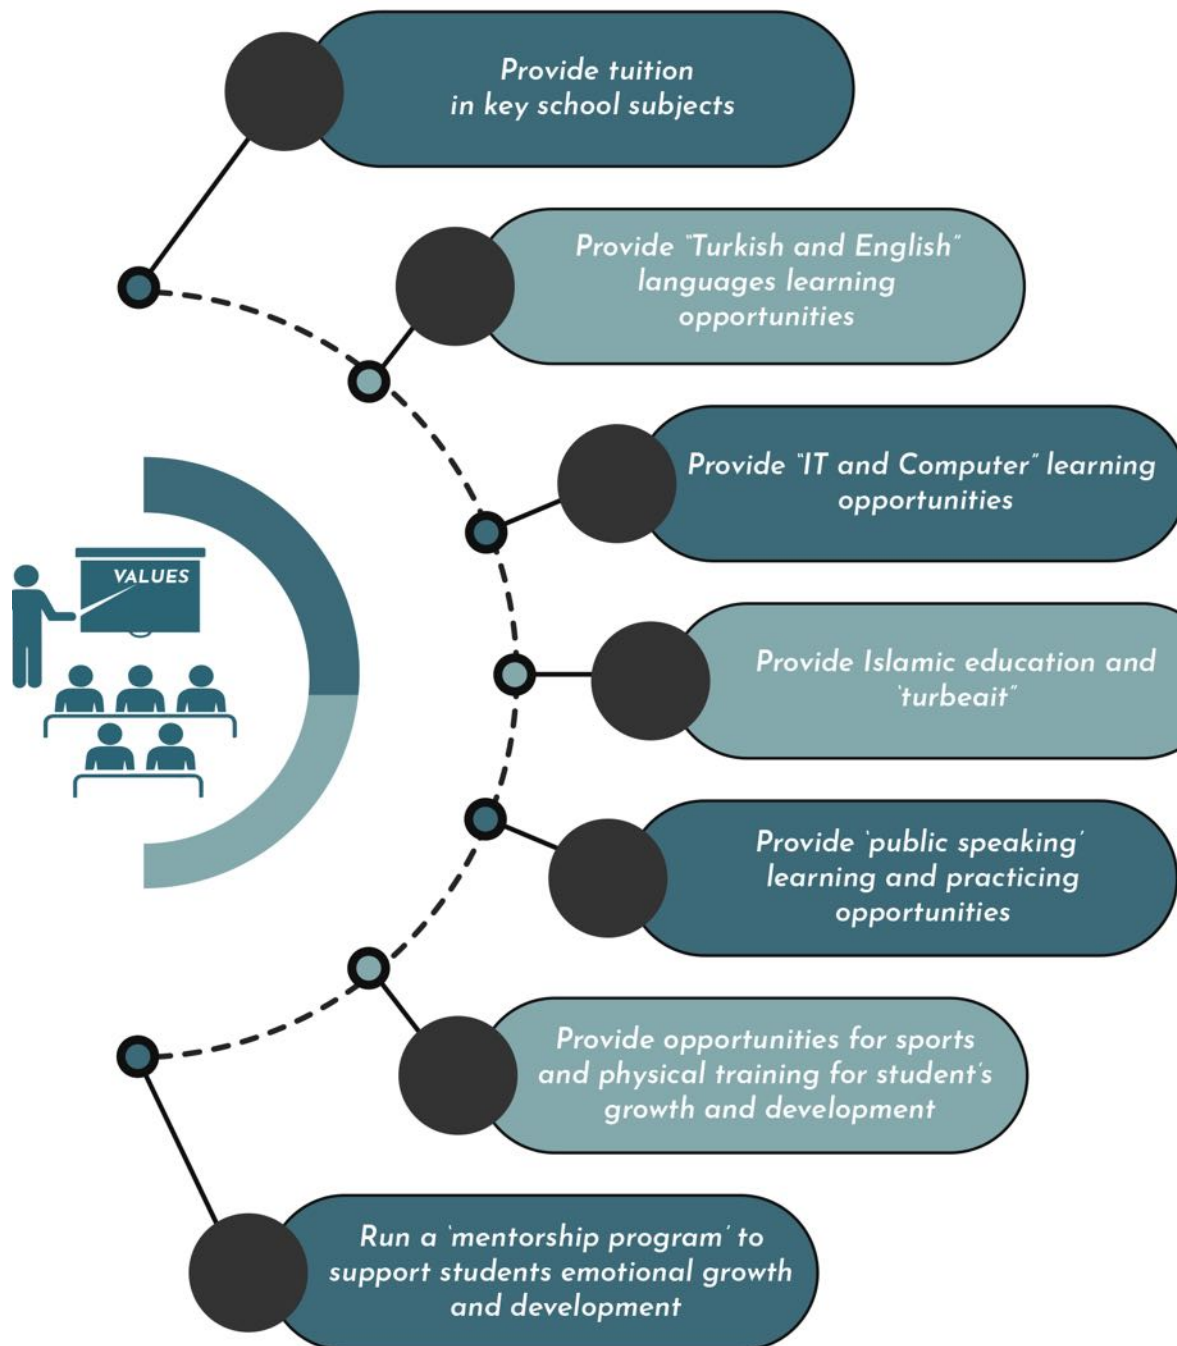 Provide tuition
in key school subjects
Provide "Turkish and English"
languages learning
opportunities
Provide "IT and Computer" learning
opportunities
VALUES
Provide Islamic education and
'turbeait"
Provide 'public speaking'
learning and practicing
opportunities
Provide opportunities for sports
and physical training for student's
growth and development
Run a 'mentorship program' to
support students emotional growth
and development